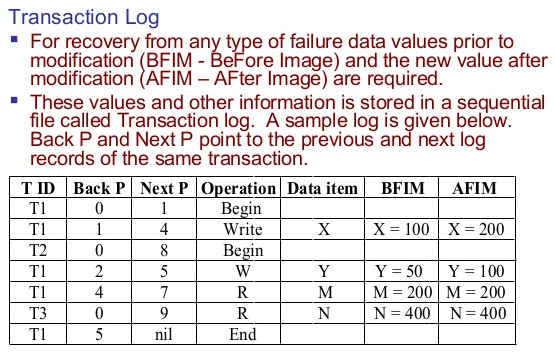 Transaction Log
▪ For recovery from any type of failure data values prior to
modification (BFIM - BeFore Image) and the new value after
modification (AFIM – AFter Image) are required.
▪ These values and other information is stored in a sequential
file called Transaction log.  A sample log is given below.
Back P and Next P point to the previous and next log
records of the same transaction.
T ID Back P Next P Operation Data item BFIM AFIM
T1 0 1 Begin
T1 1 4 Write X X = 100 X = 200
T2 0 8 Begin
T1 2 5 W Y Y = 50 Y = 100
T1 4 7 R M M = 200 M = 200
T3 0 9 R N N = 400 N = 400
T1 5 nil End